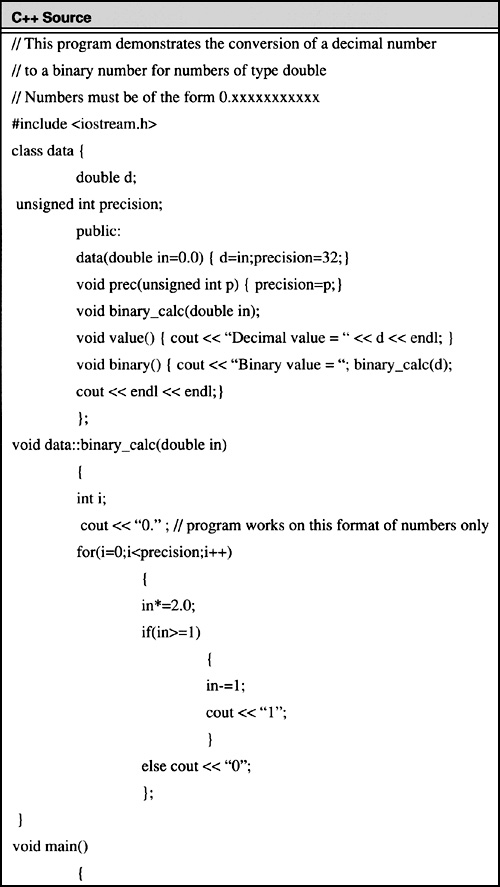 C++ Source
// This program demonstrates the conversion of a decimal number
// to a binary number for numbers of type double
// Numbers must be of the form 0.xxxxxxxxxxx
#include <iostream.h>
class data {
double d;
unsigned int precision;
public:
data(double in=0.0) { d=in;precision=32;}
void prec(unsigned int p) { precision=p;}
void binary_calc(double in);
void value() { cout << “Decimal value = “ << d << endl; }
void binary() { cout << “Binary value = “; binary_calc(d);
cout << endl << endl;}
};
void data::binary_calc(double in)
{
int i;
cout << “0.” ; // program works on this format of numbers only
for(i=0;i<precision;i++)
{
in*=2.0;
if(in>=1)
{
in-=1;
cout << “1”;
}
else cout << “0”;
};
}
void main()
{